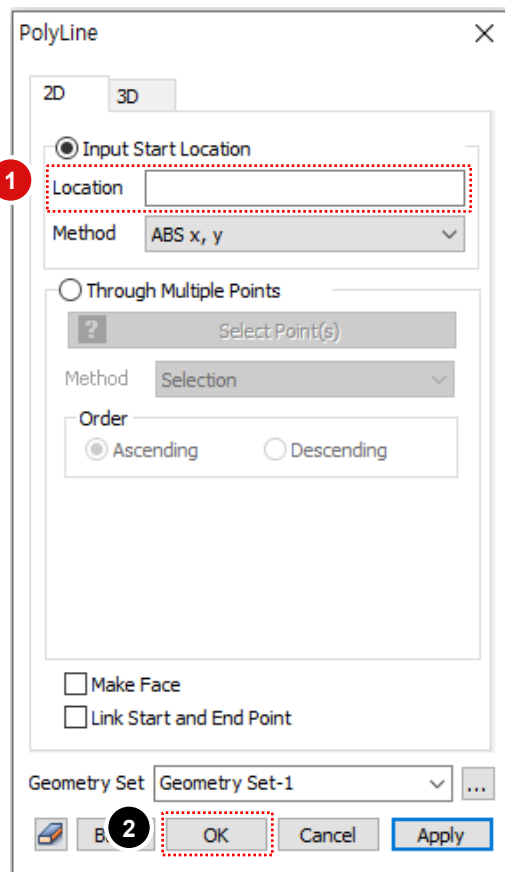 PolyLine
2D 3D
Input Start Location
1
Location
Method ABS x, y
Through Multiple Points
? Select Point(s)
Method Selection
Order
Ascending Descending
Make Face
Link Start and End Point
Geometry Set Geometry Set-1 ...
2 OK Cancel Apply